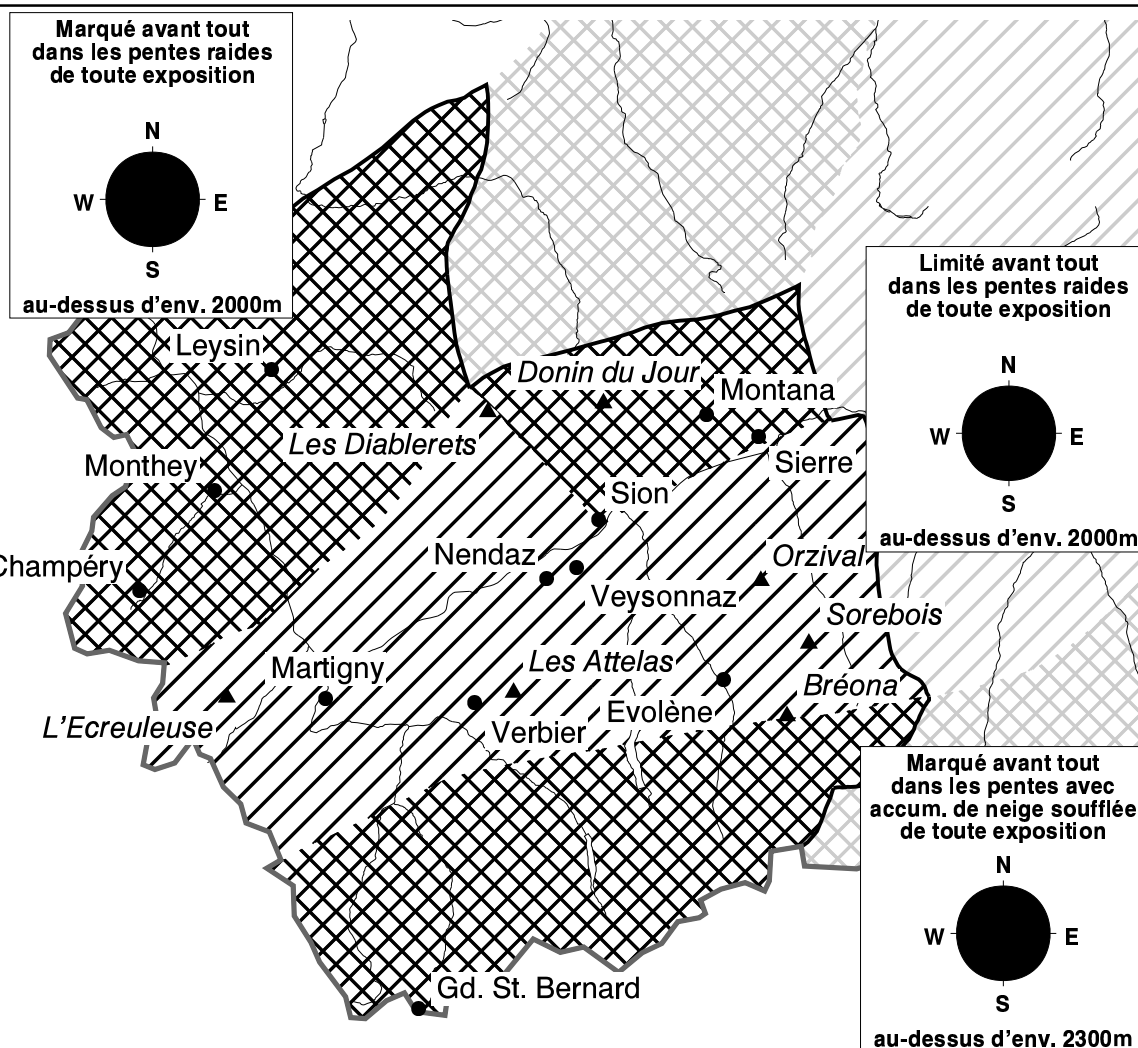 Marqué avant tout
dans les pentes raides
de toute exposition
N
W
E
S
au-dessus d'env. 2000m
Limité avant tout
dans les pentes raides
de toute exposition
N
W
E
S
au-dessus d'env. 2000m
Leysin
Donin du Jour
Montana
Les Diablerets
Sierre
Monthey
Sion
Nendaz
Orzival
Champéry
Veysonnaz
Sorebois
Martigny
Les Attelas
Bréona
L'Ecreuleuse
Verbier
Evolène
Marqué avant tout
dans les pentes avec
accum. de neige soufflée
de toute exposition
N
W
E
S
au-dessus d'env. 2300m
Gd. St. Bernard